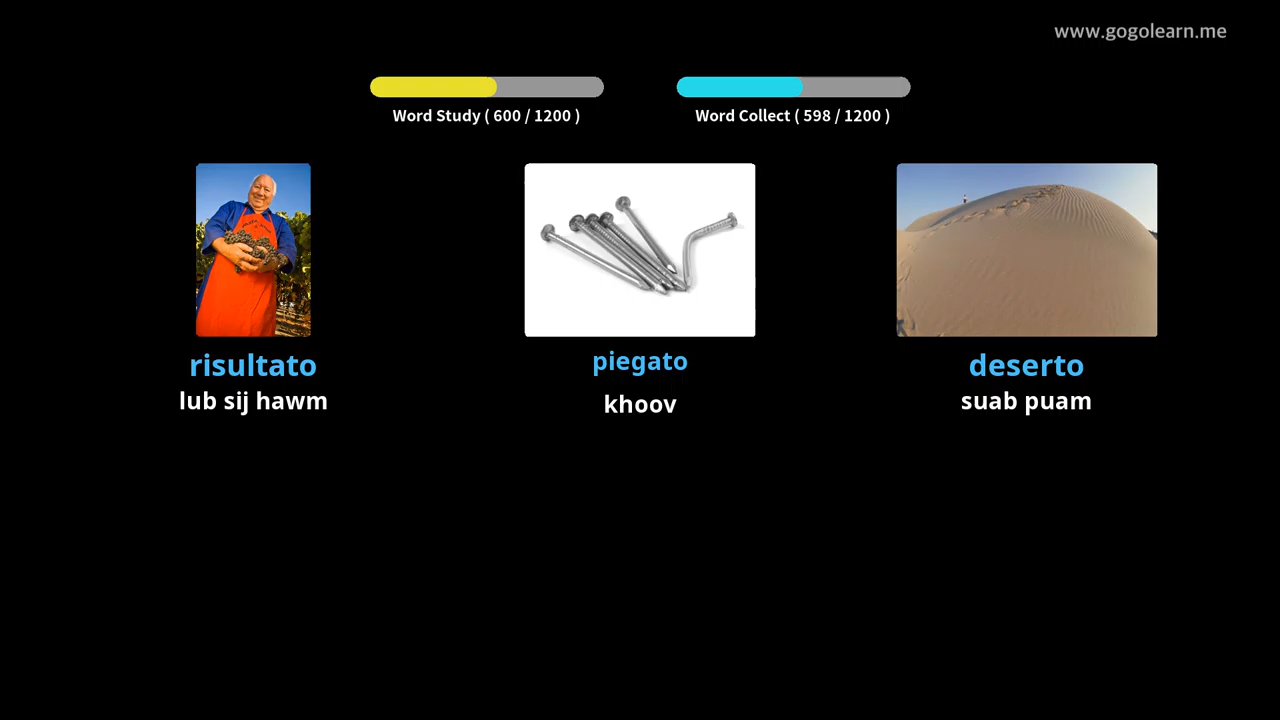 www.gogolearn.me
Word Study ( 600 / 1200 )
Word Collect ( 598 / 1200 )
risultato
lub sij hawm
piegato
khoov
deserto
suab puam